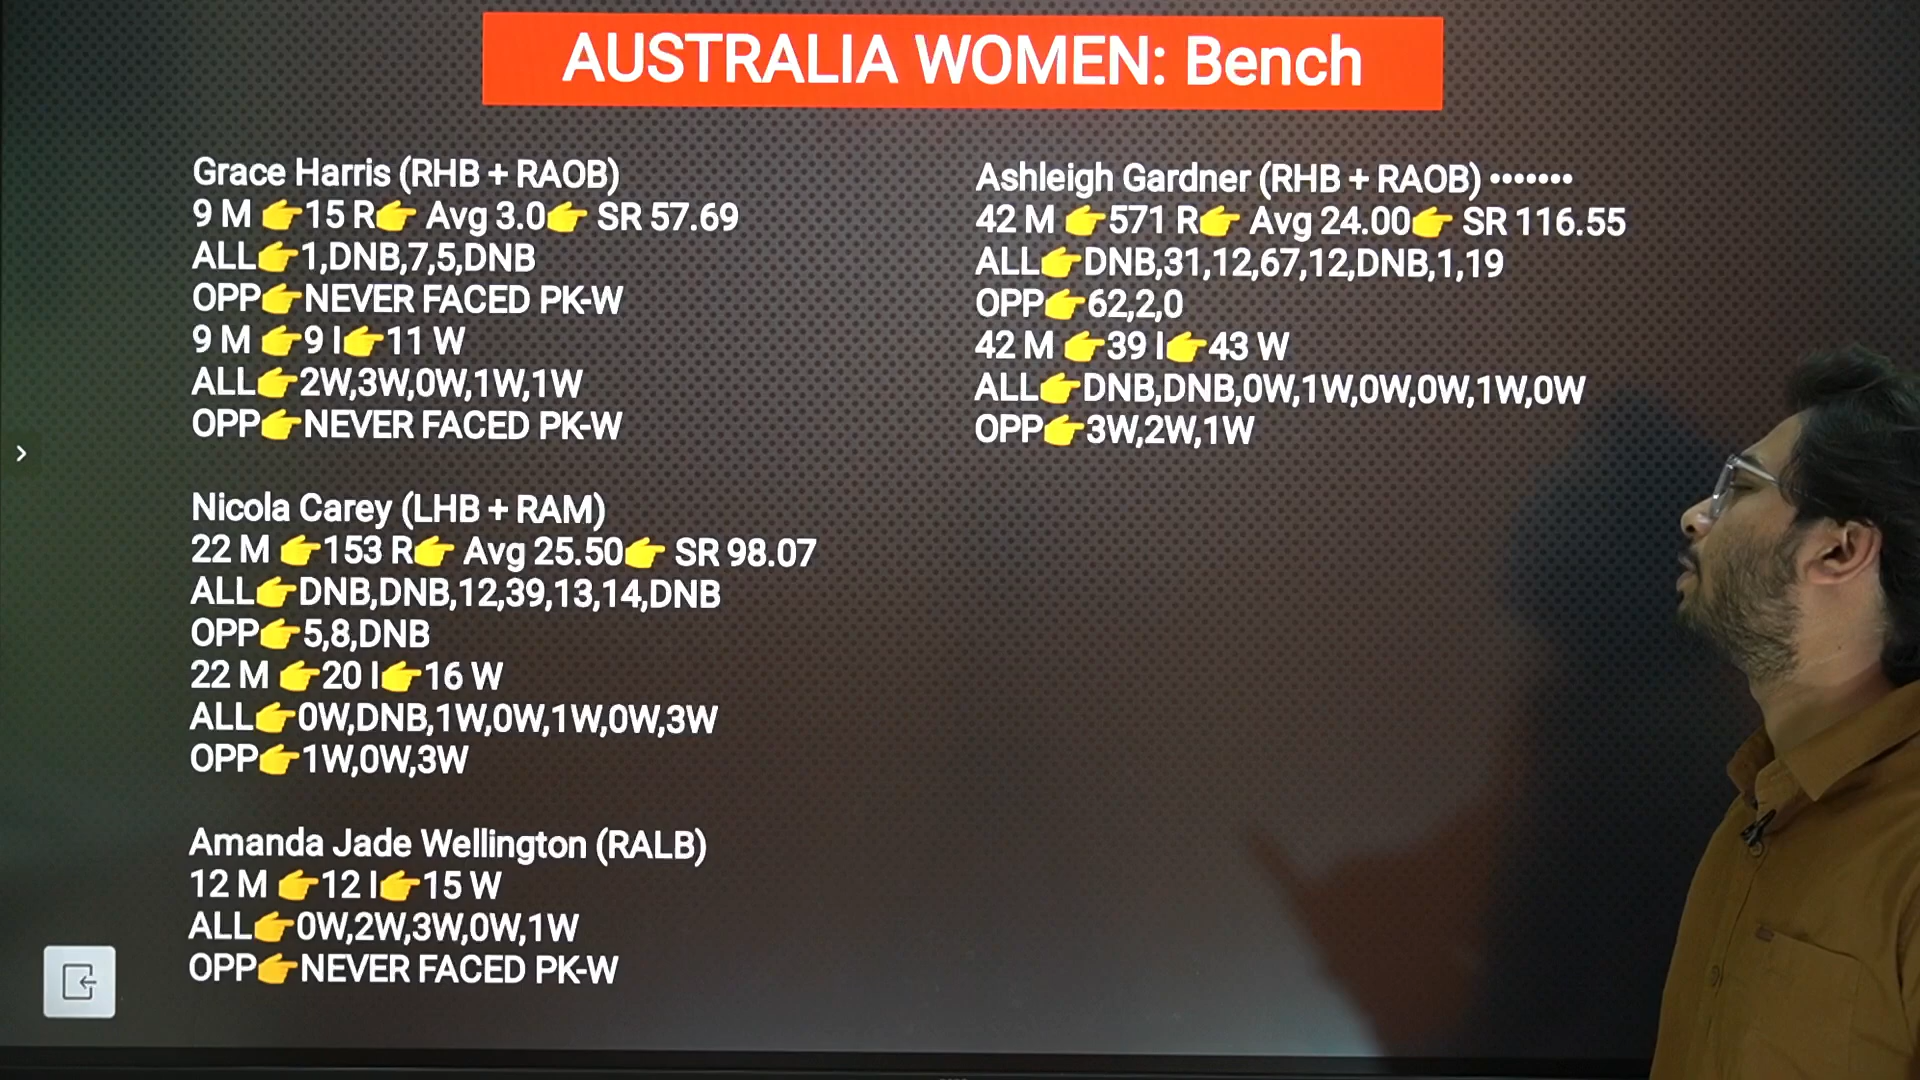 AUSTRALIA WOMEN: Bench
Grace Harris (RHB + RAOB)
9 M 👉15 R👉 Avg 3.0👉 SR 57.69
ALL👉1,DNB,7,5,DNB
OPP👉NEVER FACED PK-W
9 M 👉9 I👉11 W
ALL👉2W,3W,0W,1W,1W
OPP👉NEVER FACED PK-W
Nicola Carey (LHB + RAM)
22 M 👉153 R👉 Avg 25.50👉 SR 98.07
ALL👉DNB,DNB,12,39,13,14,DNB
OPP👉5,8,DNB
22 M 👉20 I👉16 W
ALL👉0W,DNB,1W,0W,1W,0W,3W
OPP👉1W,0W,3W
Amanda Jade Wellington (RALB)
12 M 👉12 I👉15 W
ALL👉0W,2W,3W,0W,1W
OPP👉NEVER FACED PK-W
Ashleigh Gardner (RHB + RAOB) •••••••
42 M 👉571 R👉 Avg 24.00👉 SR 116.55
ALL👉DNB,31,12,67,12,DNB,1,19
OPP👉62,2,0
42 M 👉39 I👉43 W
ALL👉DNB,DNB,0W,1W,0W,0W,1W,0W
OPP👉3W,2W,1W